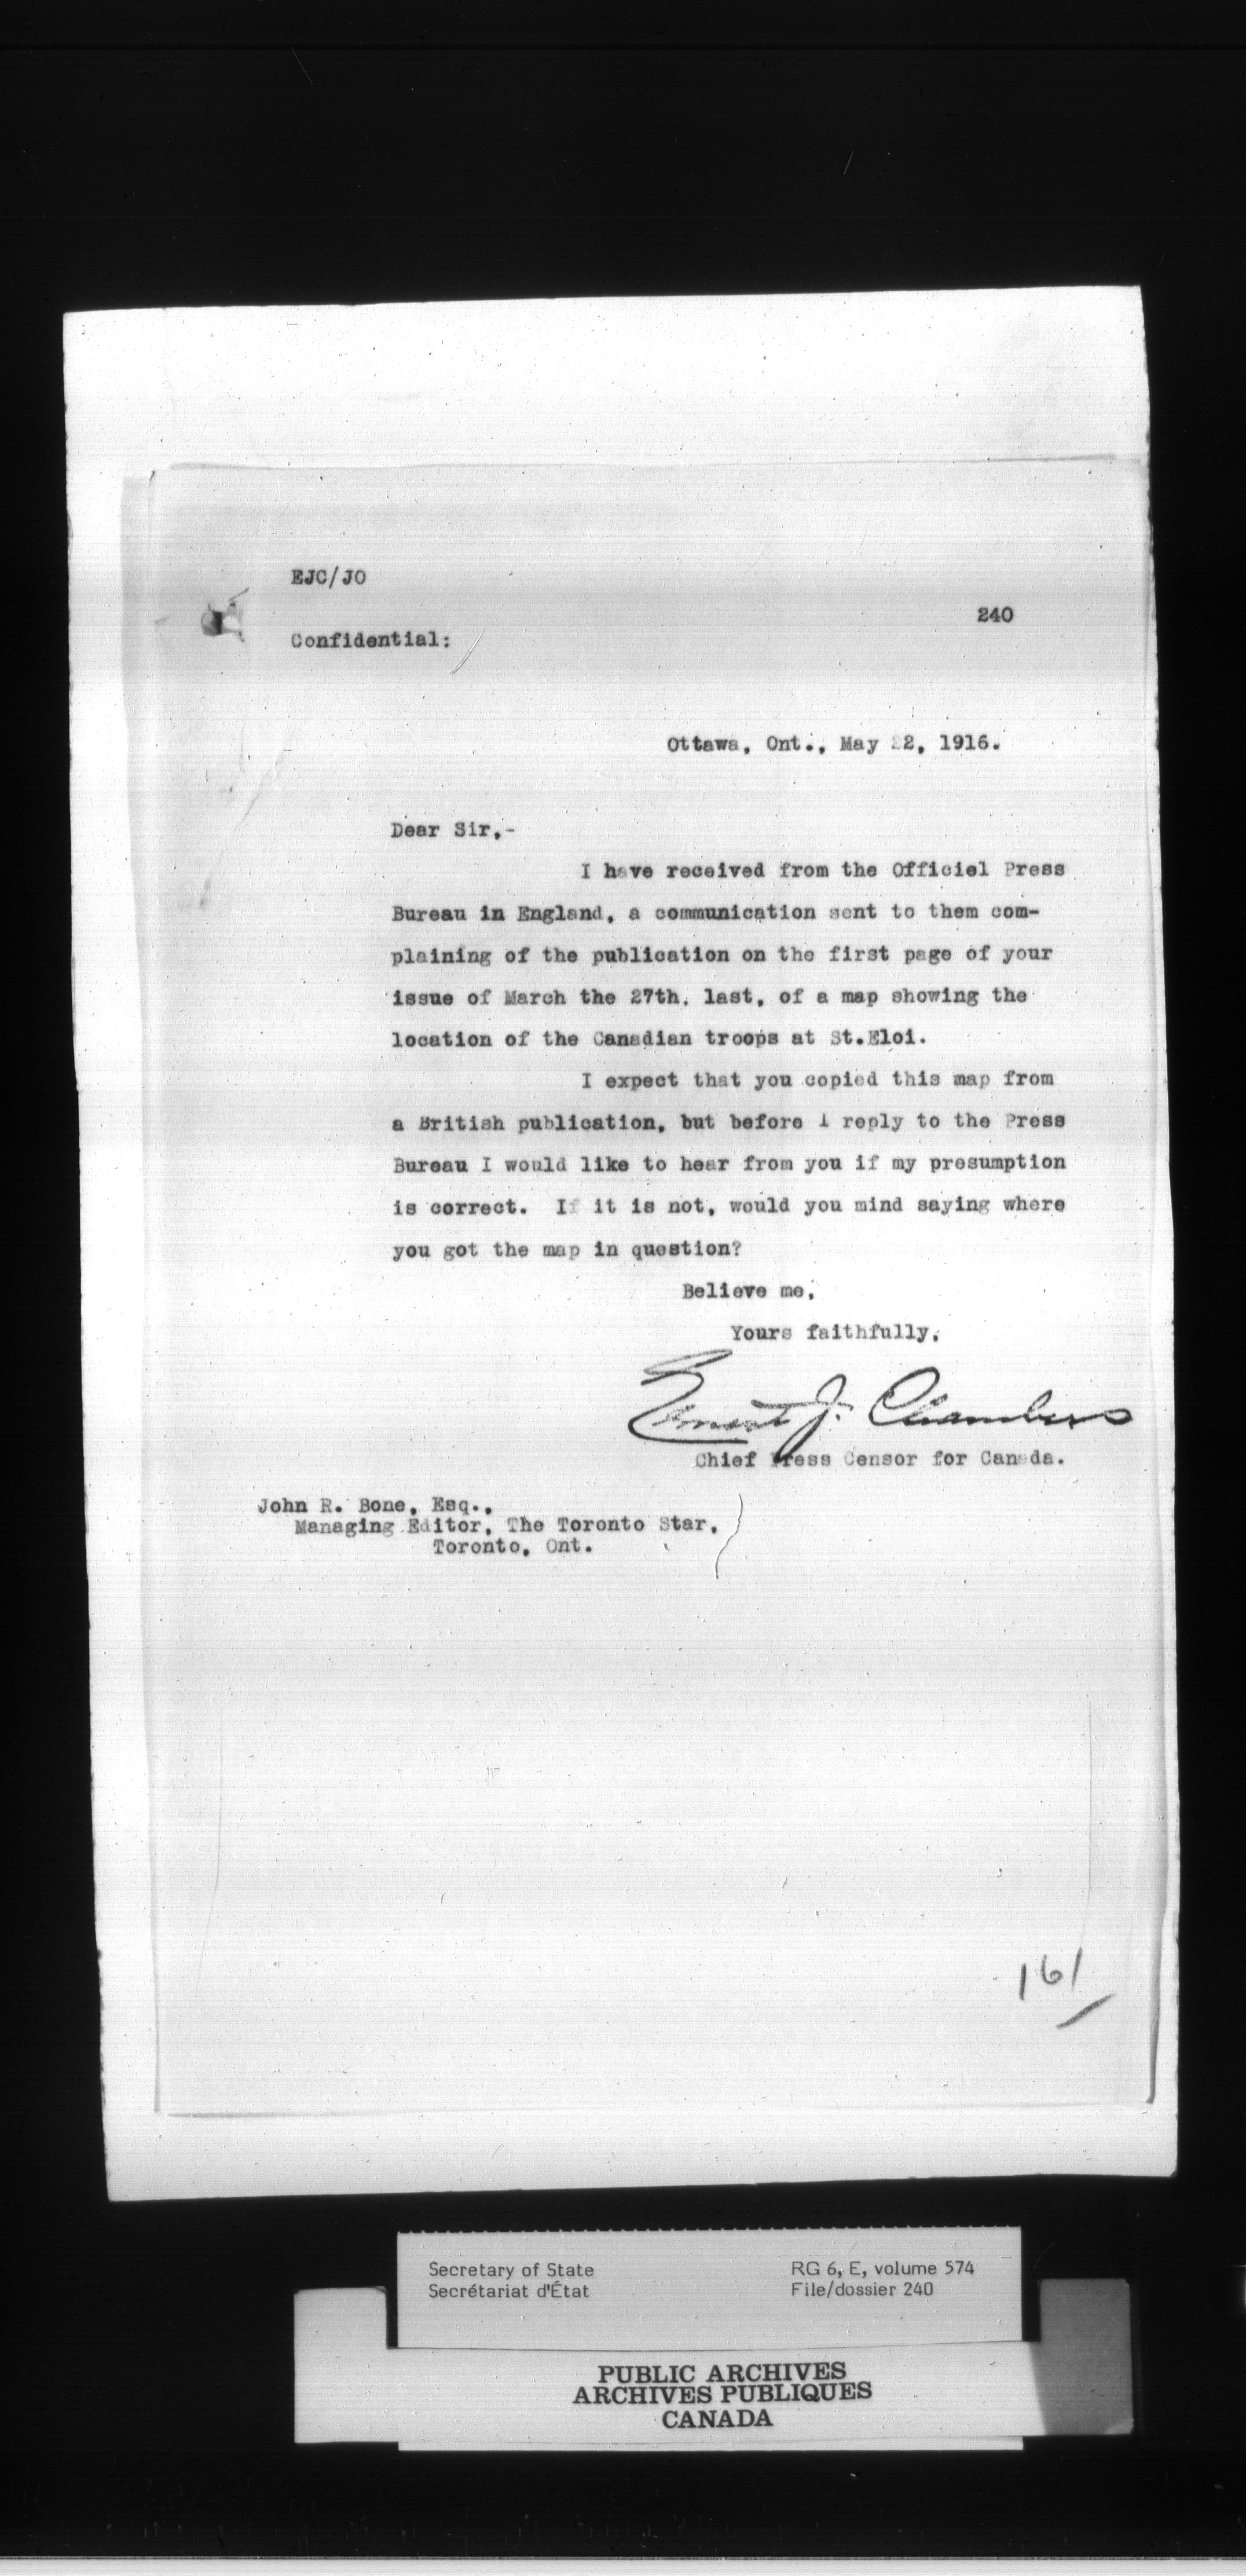 EJC/JO
240
Confidential:
Ottawa, Ont., May 22, 1916.
Dear Sir,-
I have received from the Officiel Press
Bureau in England, a communication sent to them com-
plaining of the publication on the first page of your
issue of March the 27th, last, of a map showing the
location of the Canadian troops at St.Eloi.
I expect that you copied this map from
a British publication, but before I reply to the Press
Bureau I would like to hear from you if my presumption
is correct. If it is not, would you mind saying where
you got the map in question?
Believe me,
Yours faithfully,
Ernest J. Chambers
Chief Press Censor for Canada.
John R. Bone, Esq.,
Managing Editor, The Toronto Star,
Toronto, Ont.
161
Secretary of State
Secrétariat d'État
RG 6, E, volume 574
File/dossier 240
PUBLIC ARCHIVES
ARCHIVES PUBLIQUES
CANADA